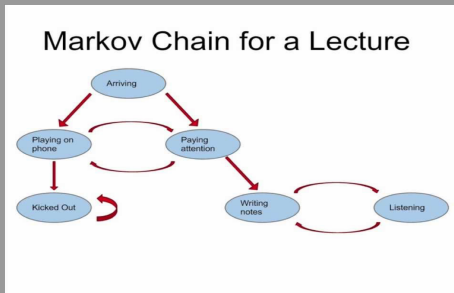 Markov Chain for a Lecture
Arriving
Playing on
phone
Paying
attention
Kicked Out
Writing
notes
Listening